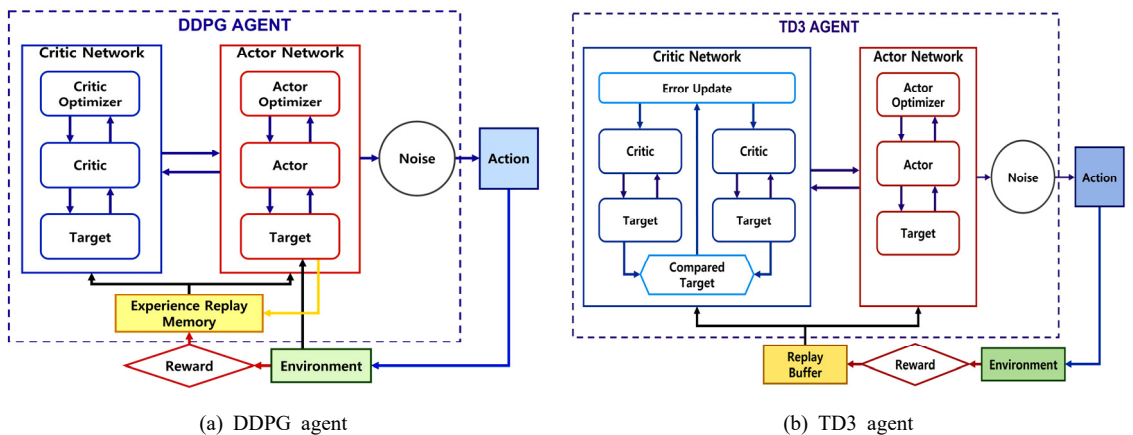 DDPG AGENT
Critic Network
Actor Network
Critic
Optimizer
Actor
Optimizer
Critic
Actor
Target
Target
Noise
Action
Experience Replay
Memory
Reward
Environment
(a) DDPG agent
TD3 AGENT
Critic Network
Actor Network
Error Update
Actor
Optimizer
Critic
Critic
Actor
Target
Target
Target
Compared
Target
Noise
Action
Replay
Buffer
Reward
Environment
(b) TD3 agent